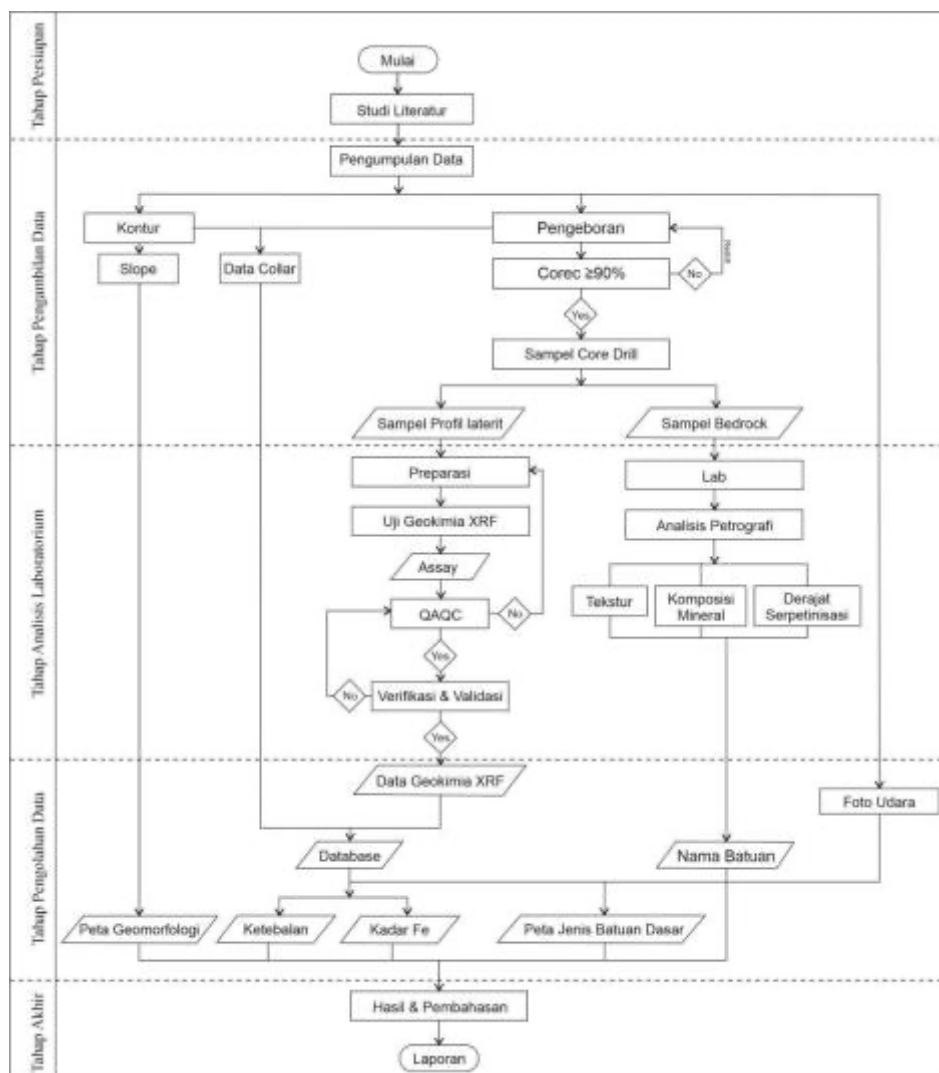 Tahap Persiapan
Mulai
Studi Literatur
Tahap Pengambilan Data
Pengumpulan Data
Kontur
Pengeboran
Slope
Data Collar
Corec ≥90%
No
Yes
Sampel Core Drill
Sampel Profil laterit
Sampel Bedrock
Tahap Analisis Laboratorium
Preparasi
Lab
Uji Geokimia XRF
Analisis Petrografi
Assay
Tekstur
Komposisi
Mineral
Derajat
Serpetinisasi
QAQC
No
Yes
No
Verifikasi & Validasi
Yes
Tahap Pengolahan Data
Data Geokimia XRF
Foto Udara
Database
Nama Batuan
Peta Geomorfologi
Ketebalan
Kadar Fe
Peta Jenis Batuan Dasar
Tahap Akhir
Hasil & Pembahasan
Laporan